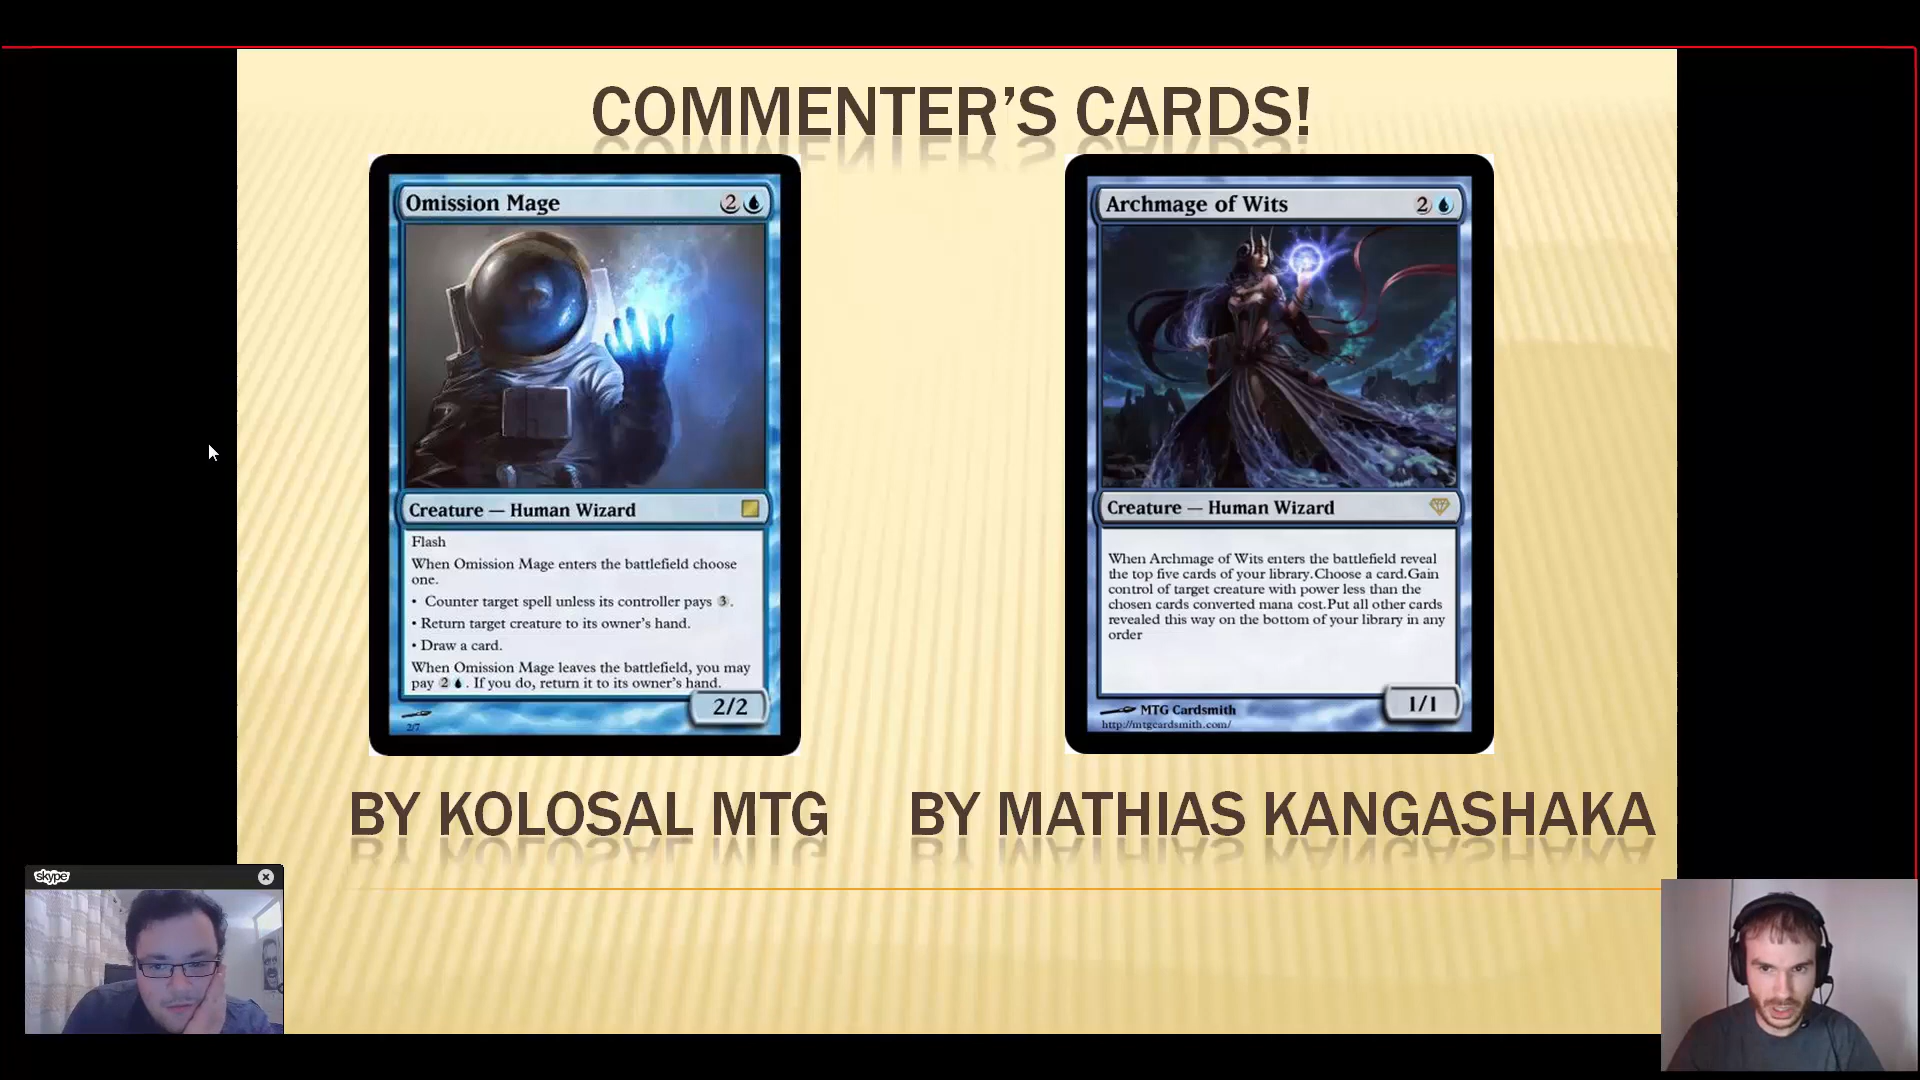 COMMENTER'S CARDS!
Omission Mage 2
Creature — Human Wizard
Flash
When Omission Mage enters the battlefield choose
one.
• Counter target spell unless its controller pays 3.
• Return target creature to its owner's hand.
• Draw a card.
When Omission Mage leaves the battlefield, you may
pay 2 . If you do, return it to its owner's hand.
2/2
2/7
Archmage of Wits 2
Creature — Human Wizard
When Archmage of Wits enters the battlefield reveal
the top five cards of your library.Choose a card.Gain
control of target creature with power less than the
chosen cards converted mana cost.Put all other cards
revealed this way on the bottom of your library in any
order
1/1
MTG Cardsmith
http://mtgcardsmith.com/
BY KOLOSAL MTG
BY MATHIAS KANGASHAKA
skype